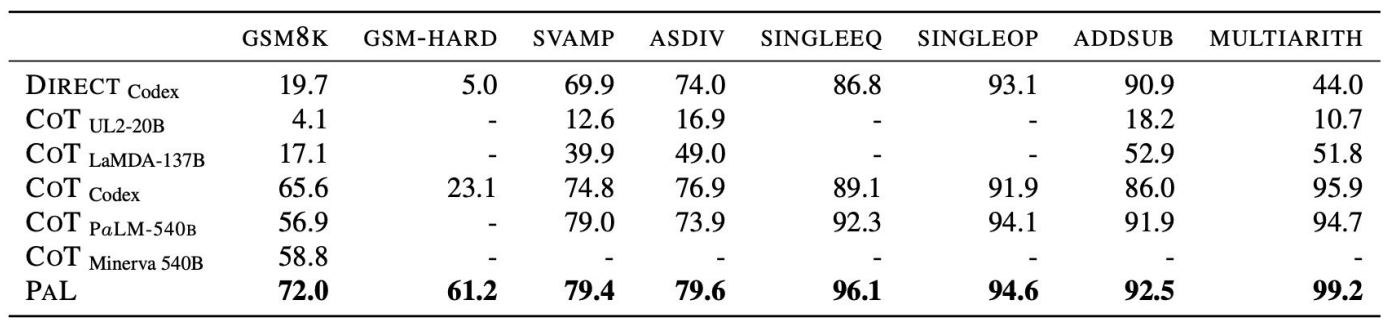 GSM8K GSM-HARD SVAMP ASDIV SINGLEEQ SINGLEOP ADDSUB MULTIARITH
DIRECT Codex 19.7 5.0 69.9 74.0 86.8 93.1 90.9 44.0
COT UL2-20B 4.1 - 12.6 16.9 - - 18.2 10.7
COT LaMDA-137B 17.1 - 39.9 49.0 - - 52.9 51.8
COT Codex 65.6 23.1 74.8 76.9 89.1 91.9 86.0 95.9
COT PaLM-540B 56.9 - 79.0 73.9 92.3 94.1 91.9 94.7
COT Minerva 540B 58.8 - - - - - - -
PAL 72.0 61.2 79.4 79.6 96.1 94.6 92.5 99.2